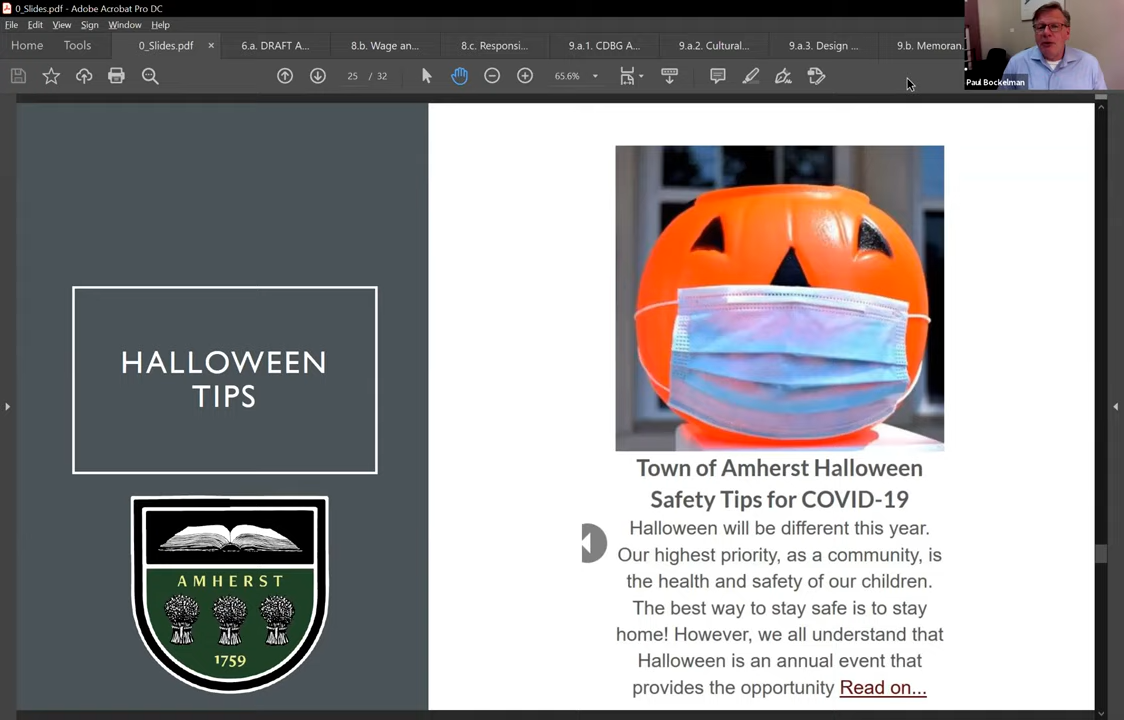 0_Slides.pdf - Adobe Acrobat Pro DC
File Edit View Sign Window Help
Home Tools 0_Slides.pdf × 6.a. DRAFT A... 8.b. Wage an... 8.c. Responsi... 9.a.1. CDBG A... 9.a.2. Cultural... 9.a.3. Design ... 9.b. Memoran...
25 / 32 65.6%
Paul Bockelman
HALLOWEEN
TIPS
AMHERST
1759
Town of Amherst Halloween
Safety Tips for COVID-19
Halloween will be different this year.
Our highest priority, as a community, is
the health and safety of our children.
The best way to stay safe is to stay
home! However, we all understand that
Halloween is an annual event that
provides the opportunity Read on...